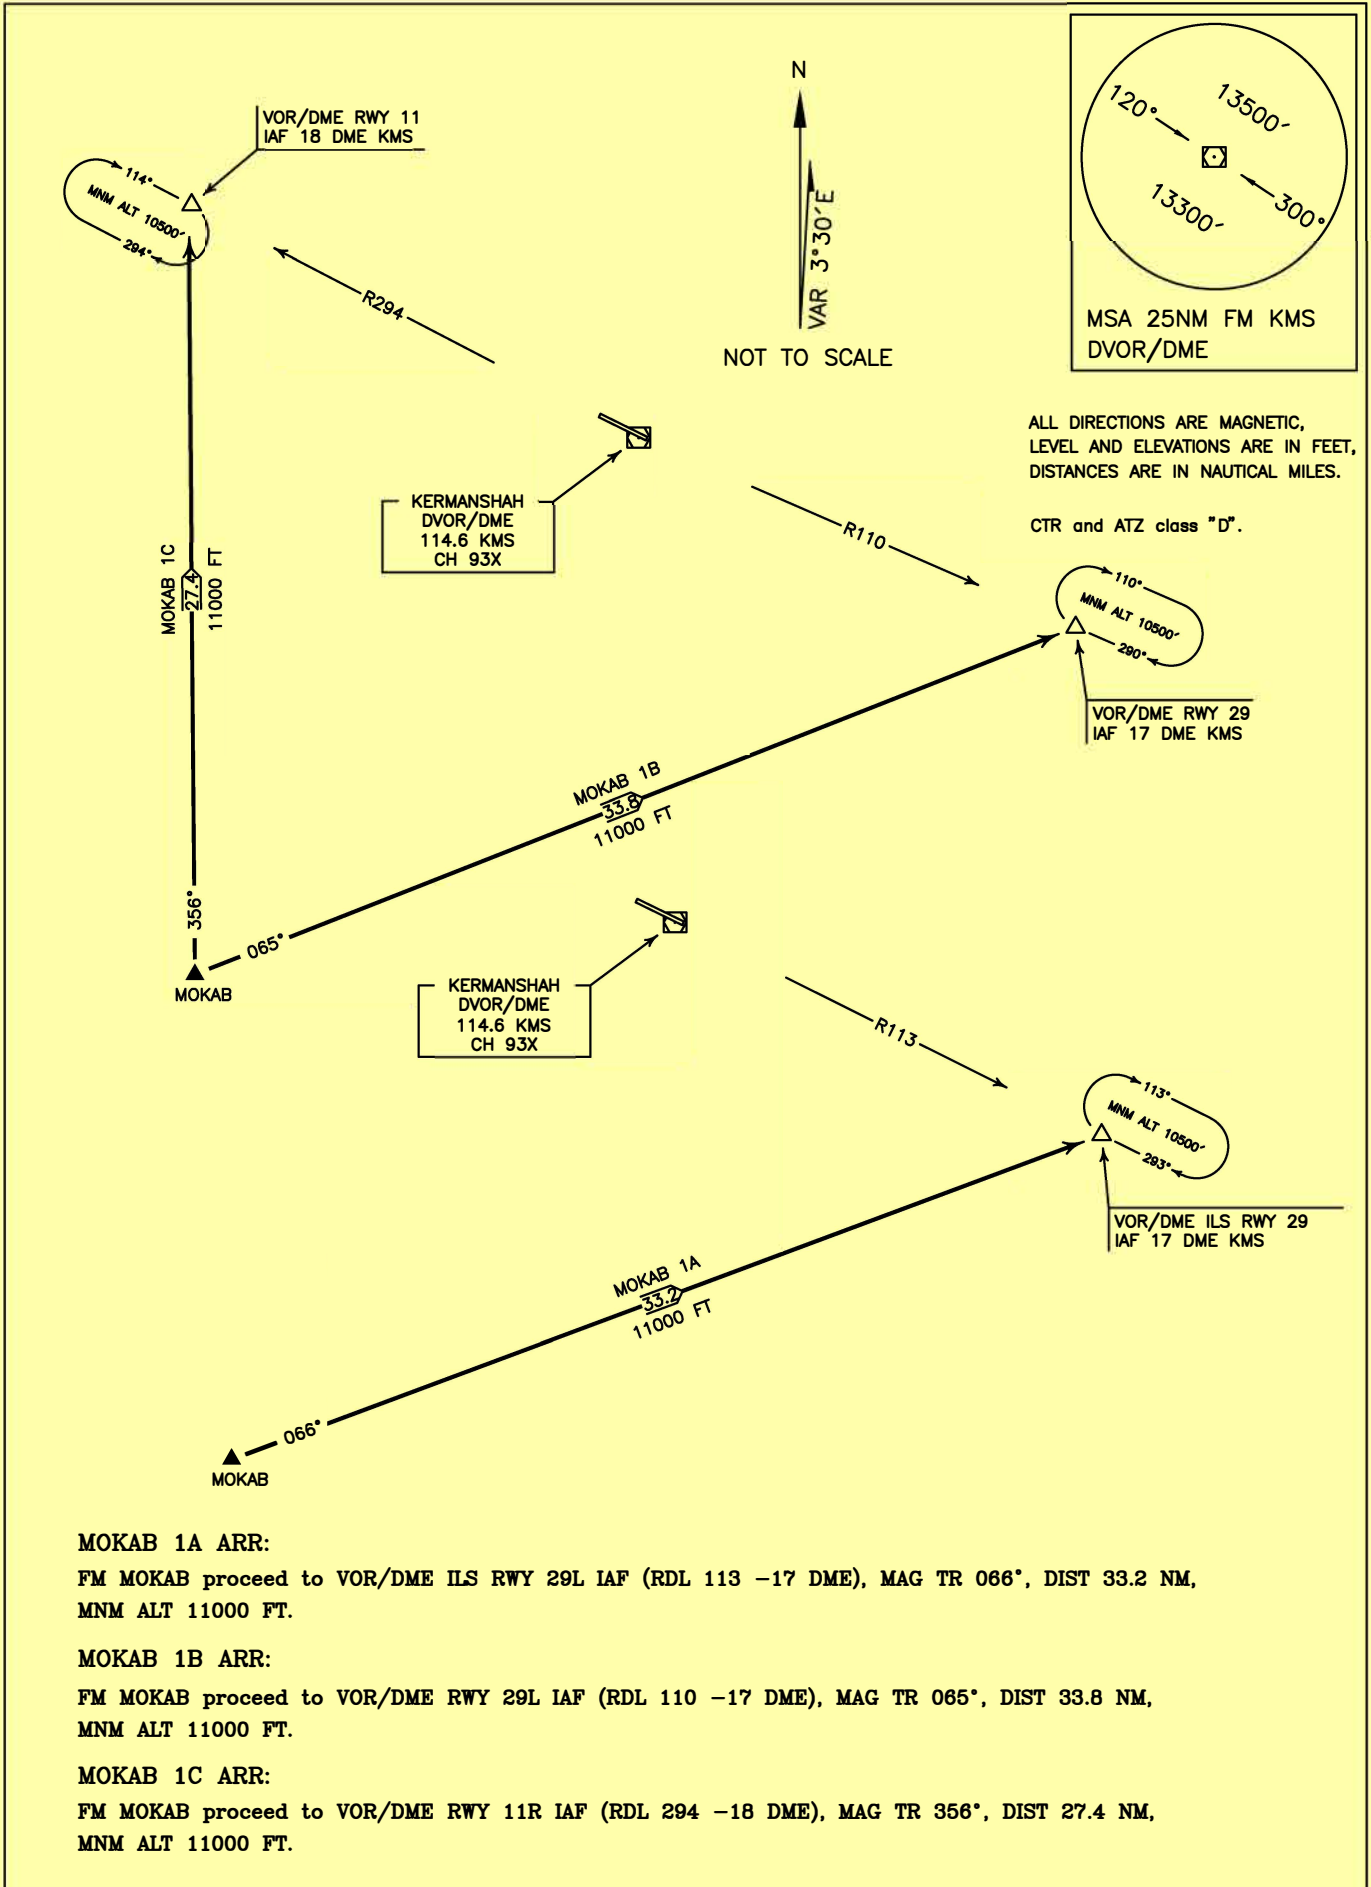 N
VAR 3°30′E
NOT TO SCALE
120°
13500′
13300′
300°
MSA 25NM FM KMS
DVOR/DME
VOR/DME RWY 11
IAF 18 DME KMS
114°
MNM ALT 10500′
294°
R294
KERMANSHAH
DVOR/DME
114.6 KMS
CH 93X
ALL DIRECTIONS ARE MAGNETIC,
LEVEL AND ELEVATIONS ARE IN FEET,
DISTANCES ARE IN NAUTICAL MILES.
CTR and ATZ class "D".
R110
110°
MNM ALT 10500′
290°
VOR/DME RWY 29
IAF 17 DME KMS
MOKAB 1C
27.4
11000 FT
MOKAB 1B
33.8
11000 FT
356°
065°
MOKAB
KERMANSHAH
DVOR/DME
114.6 KMS
CH 93X
R113
113°
MNM ALT 10500′
293°
VOR/DME ILS RWY 29
IAF 17 DME KMS
MOKAB 1A
33.2
11000 FT
066°
MOKAB
MOKAB 1A ARR:
FM MOKAB proceed to VOR/DME ILS RWY 29L IAF (RDL 113 -17 DME), MAG TR 066°, DIST 33.2 NM,
MNM ALT 11000 FT.
MOKAB 1B ARR:
FM MOKAB proceed to VOR/DME RWY 29L IAF (RDL 110 -17 DME), MAG TR 065°, DIST 33.8 NM,
MNM ALT 11000 FT.
MOKAB 1C ARR:
FM MOKAB proceed to VOR/DME RWY 11R IAF (RDL 294 -18 DME), MAG TR 356°, DIST 27.4 NM,
MNM ALT 11000 FT.